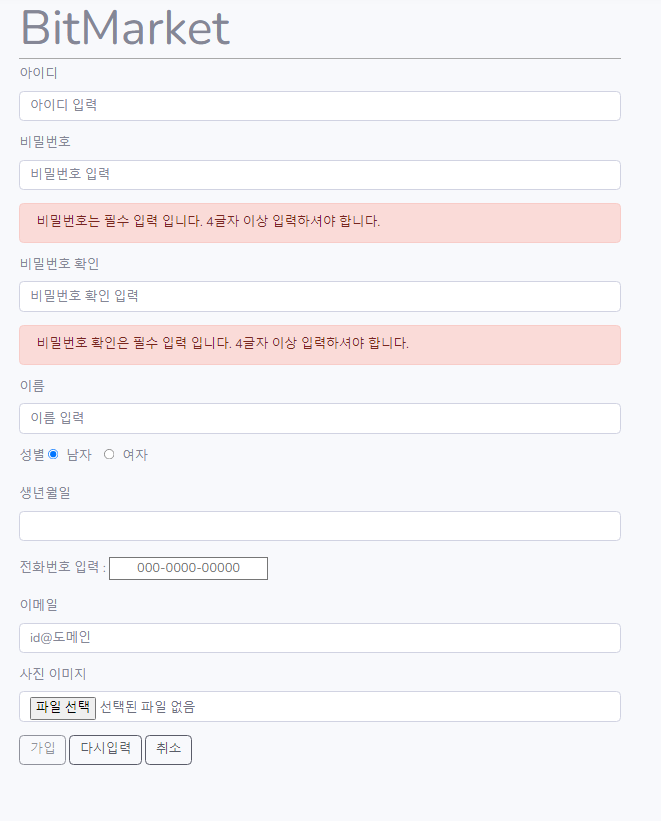 BitMarket
아이디
아이디 입력
비밀번호
비밀번호 입력
비밀번호는 필수 입력 입니다. 4글자 이상 입력하셔야 합니다.
비밀번호 확인
비밀번호 확인 입력
비밀번호 확인은 필수 입력 입니다. 4글자 이상 입력하셔야 합니다.
이름
이름 입력
성별 남자 여자
생년월일
전화번호 입력 : 000-0000-00000
이메일
id@도메인
사진 이미지
파일 선택 선택된 파일 없음
가입 다시입력 취소